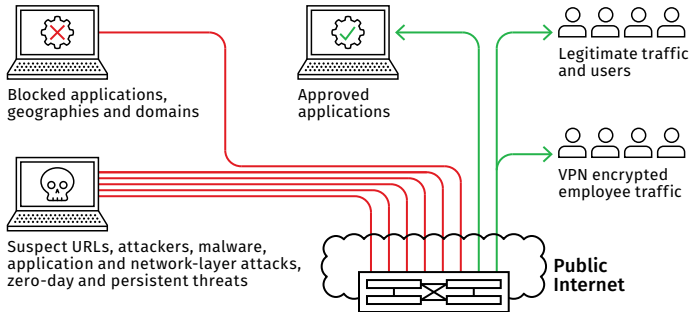 Blocked applications,
geographies and domains
Approved
applications
Legitimate traffic
and users
VPN encrypted
employee traffic
Suspect URLs, attackers, malware,
application and network-layer attacks,
zero-day and persistent threats
Public
Internet